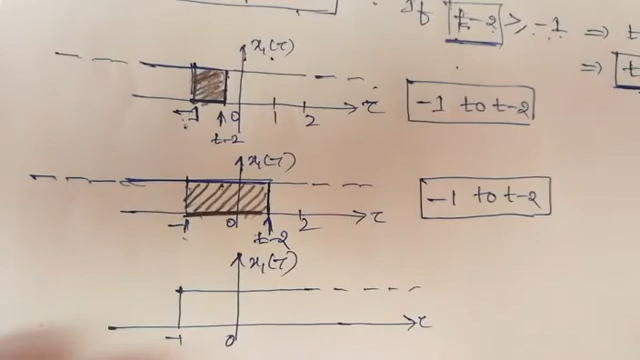 If t-2 ≥ -1 ⇒ t
⇒ t
x₁(τ)
-1 0 1 2 τ
t-2
-1 to t-2
x₁(τ)
-1 0 2 τ
t-2
-1 to t-2
x₁(τ)
-1 0 τ